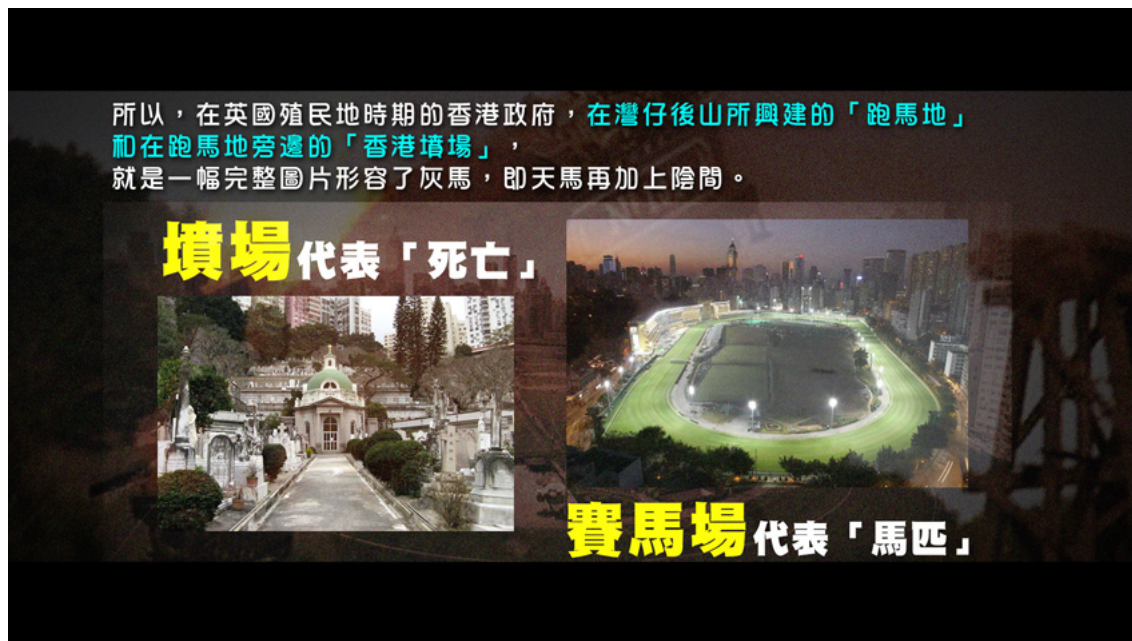 所以，在英國殖民地時期的香港政府，在灣仔後山所興建的「跑馬地」
和在跑馬地旁邊的「香港墳場」，
就是一幅完整圖片形容了灰馬，即天馬再加上陰間。
墳場代表「死亡」
賽馬場代表「馬匹」